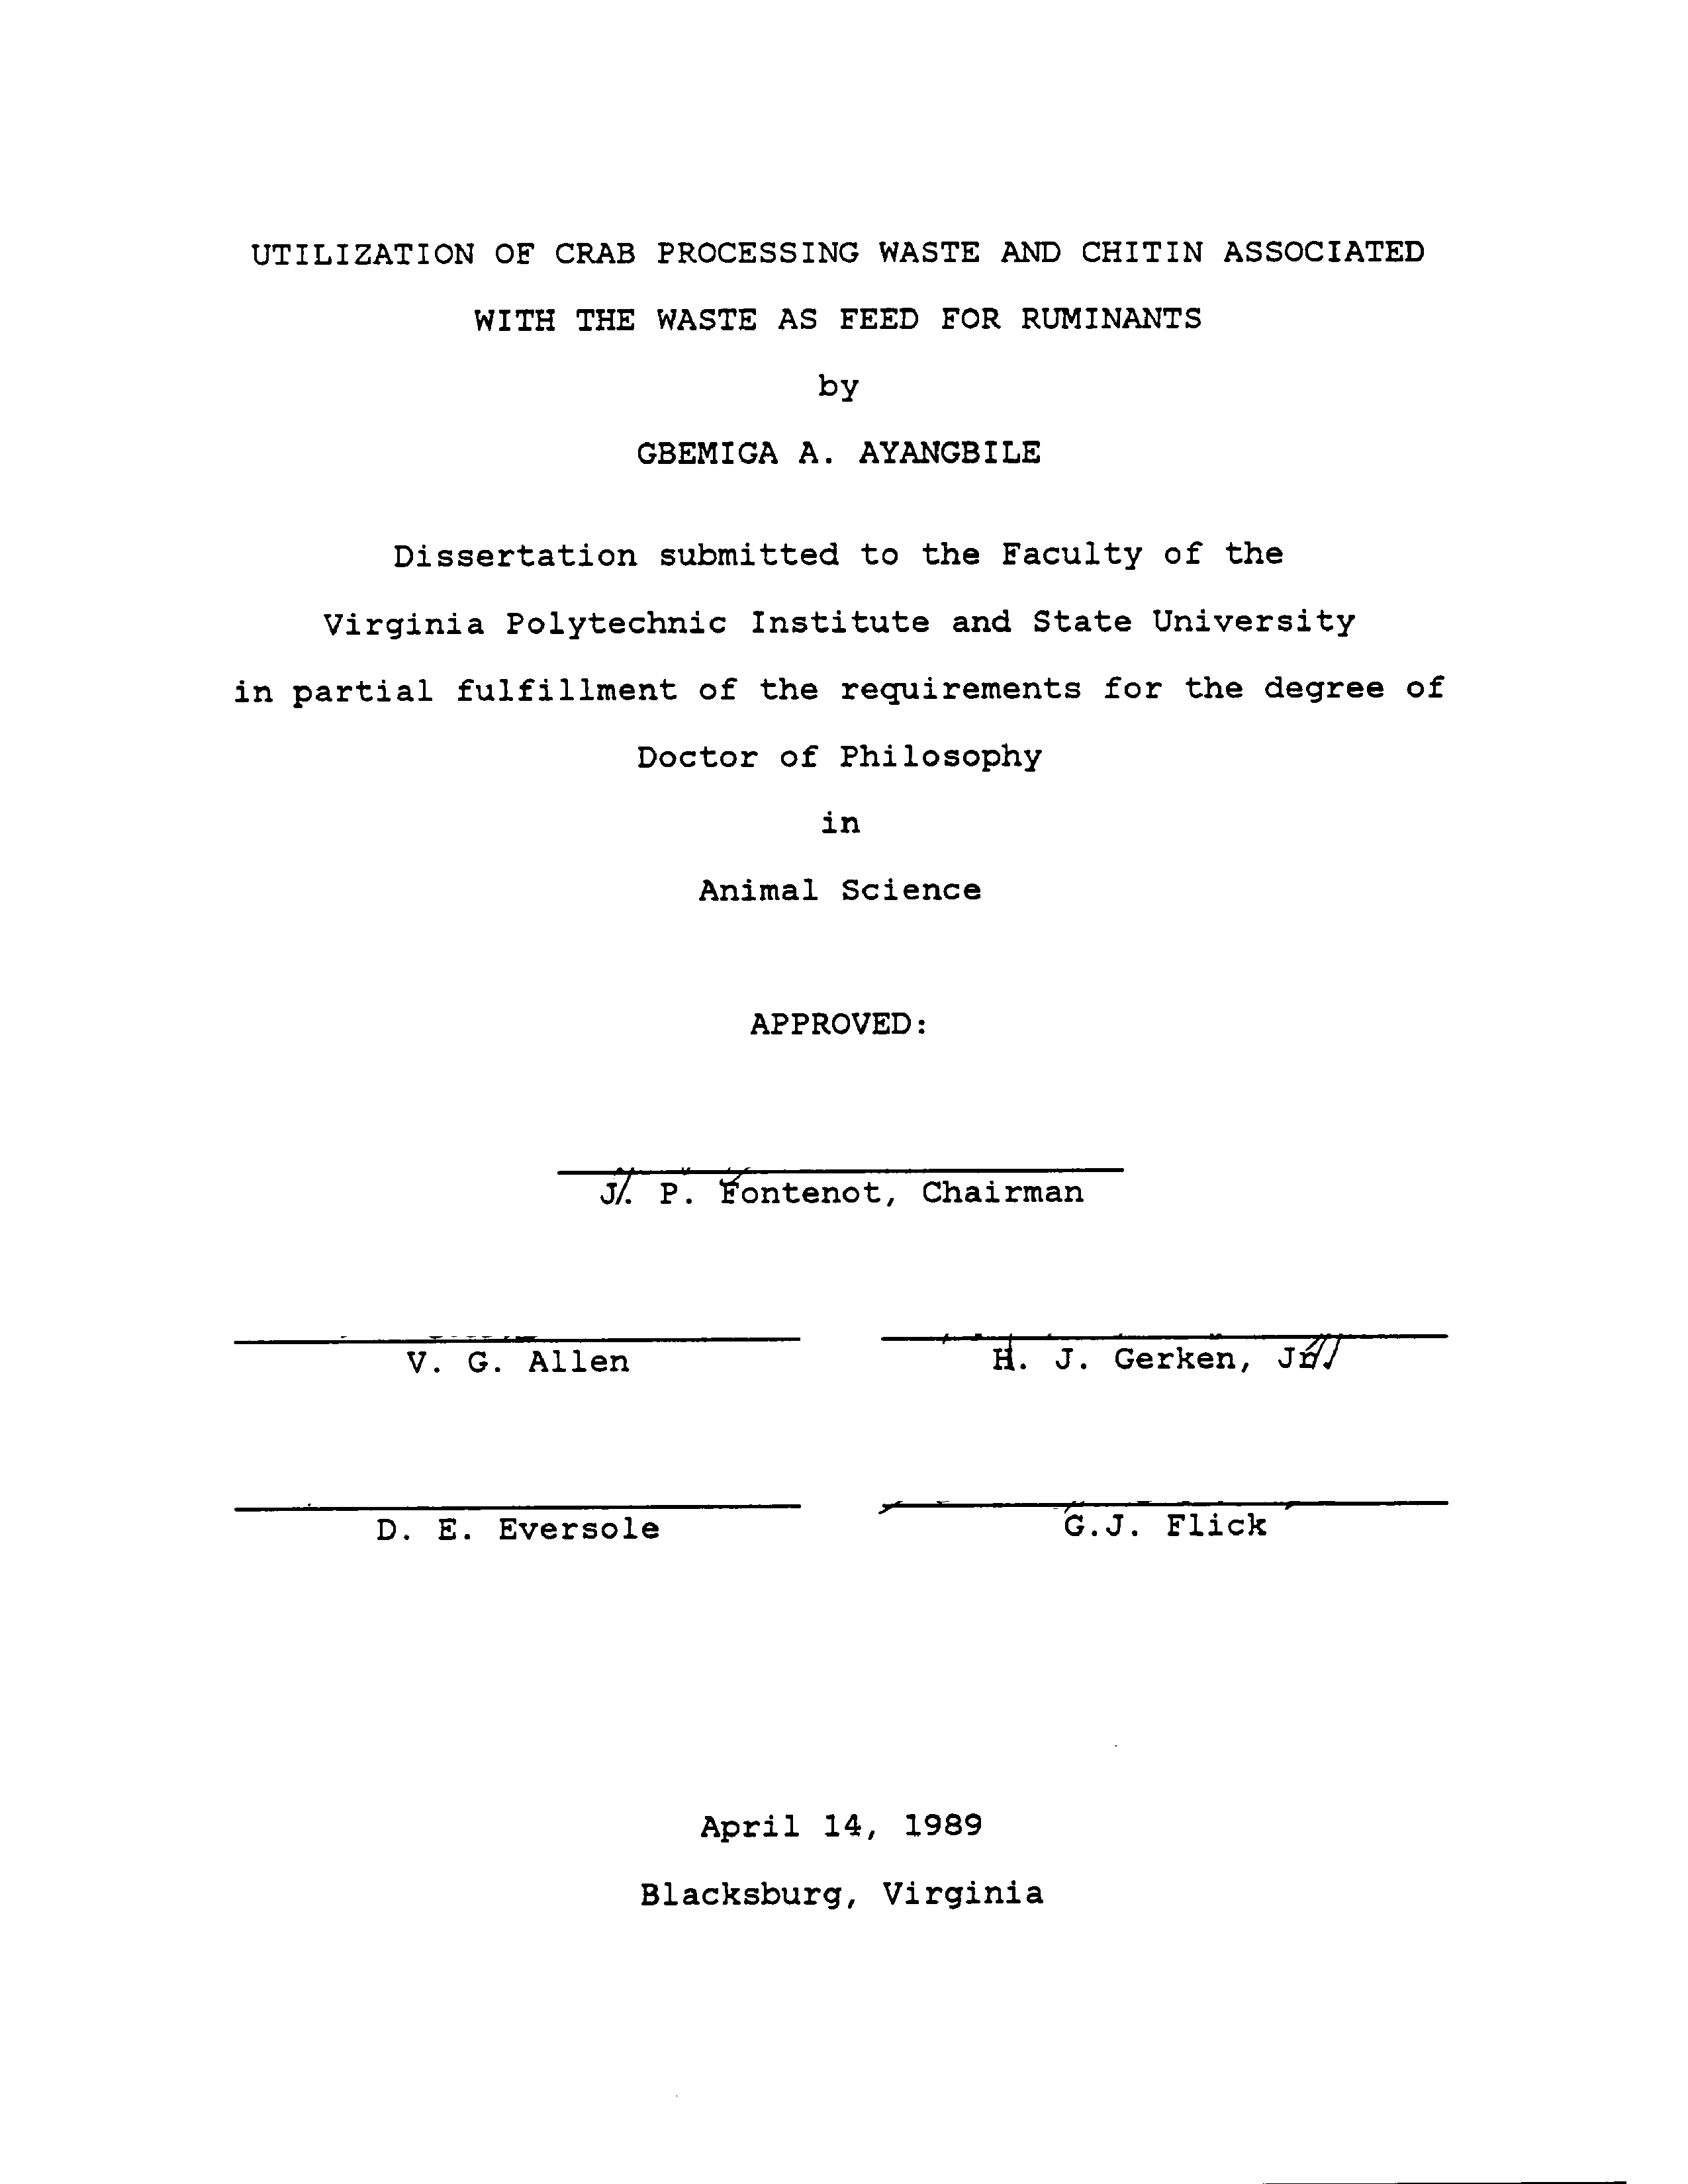 UTILIZATION OF CRAB PROCESSING WASTE AND CHITIN ASSOCIATED
WITH THE WASTE AS FEED FOR RUMINANTS
by
GBEMIGA A. AYANGBILE
Dissertation submitted to the Faculty of the
Virginia Polytechnic Institute and State University
in partial fulfillment of the requirements for the degree of
Doctor of Philosophy
in
Animal Science
APPROVED:
J. P. Fontenot, Chairman
V. G. Allen
H. J. Gerken, Jr.
D. E. Eversole
G.J. Flick
April 14, 1989
Blacksburg, Virginia